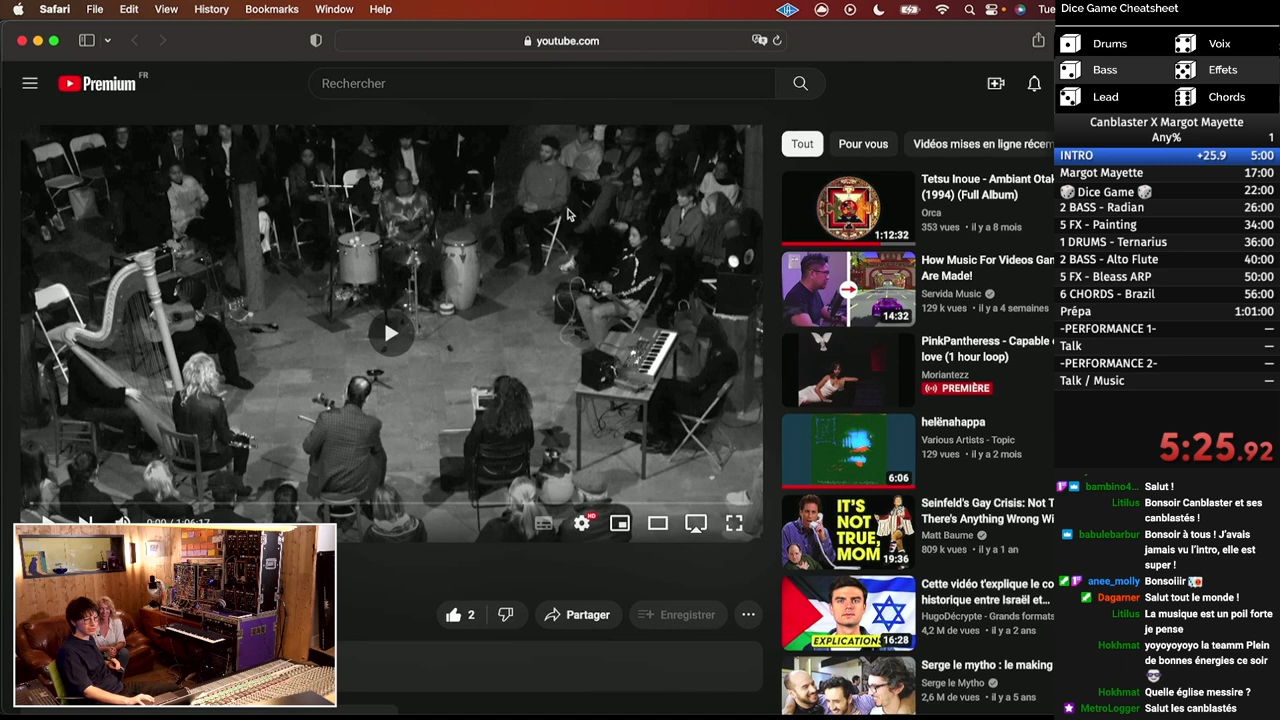 Safari File Edit View History Bookmarks Window Help Tue
youtube.com
Premium FR
Rechercher
0:00 / 1:06:17
HD
2
Partager
Enregistrer
Tout
Pour vous
Vidéos mises en ligne récem
Tetsu Inoue - Ambiant Otak
(1994) (Full Album)
Orca
353 vues • il y a 8 mois
1:12:32
How Music For Videos Gam
Are Made!
Servida Music
129 k vues • il y a 4 semaines
14:32
PinkPantheress - Capable o
love (1 hour loop)
Moriantezz
PREMIÈRE
helënahappa
Various Artists - Topic
129 vues • il y a 2 mois
6:06
IT'S
NOT
TRUE,
MOM
Seinfeld's Gay Crisis: Not T
There's Anything Wrong Wi
Matt Baume
809 k vues • il y a 1 an
19:36
EXPLICATIONS
Cette vidéo t'explique le co
historique entre Israël et...
HugoDécrypte - Grands formats
4,2 M de vues • il y a 2 ans
16:28
Serge le mytho : le making
Serge le Mytho
2,6 M de vues • il y a 5 ans
Dice Game Cheatsheet
Drums Voix
Bass Effets
Lead Chords
Canblaster X Margot Mayette
Any% 1
INTRO +25.9 5:00
Margot Mayette 17:00
🎲 Dice Game 🎲 22:00
2 BASS - Radian 26:00
5 FX - Painting 34:00
1 DRUMS - Ternarius 36:00
2 BASS - Alto Flute 40:00
5 FX - Bleass ARP 50:00
6 CHORDS - Brazil 56:00
Prépa 1:01:00
-PERFORMANCE 1- –
Talk –
-PERFORMANCE 2- –
Talk / Music –
5:25.92
bambino4... Salut !
Litilus Bonsoir Canblaster et ses
canblastés !
babulebarbur Bonsoir à tous ! J'avais
jamais vu l'intro, elle est
super !
anee_molly Bonsoiiir
Dagarner Salut tout le monde !
Litilus La musique est un poil forte
je pense
Hokhmat yoyoyoyoyo la teamm Plein
de bonnes énergies ce soir
Hokhmat Quelle église messire ?
MetroLogger Salut les canblastés